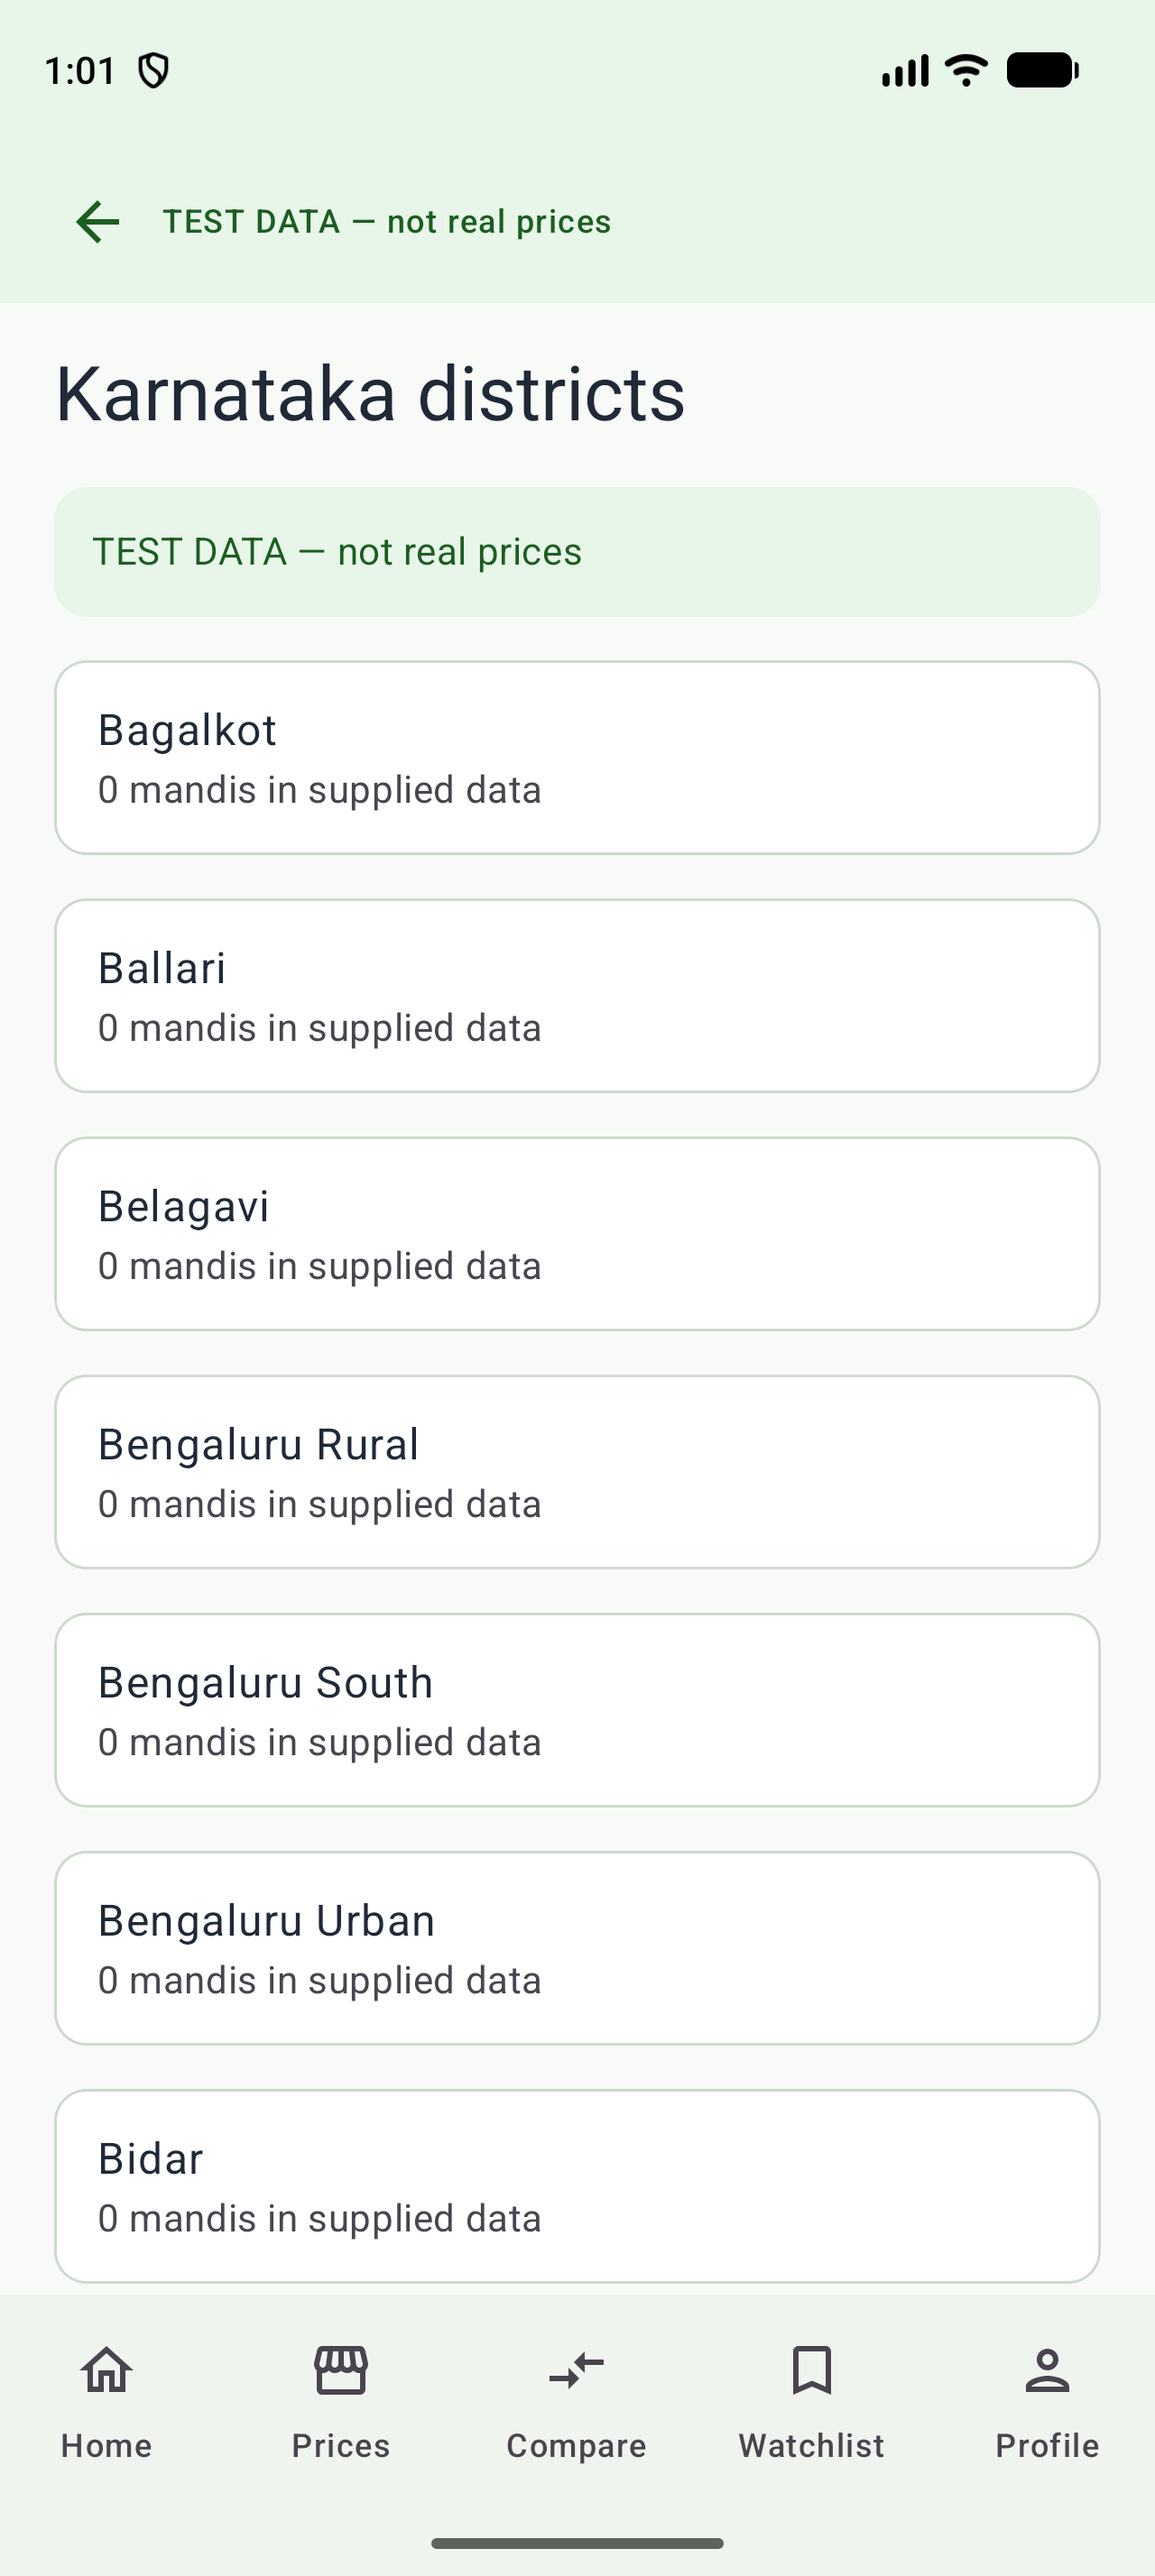 1:01
TEST DATA — not real prices
Karnataka districts
TEST DATA — not real prices
Bagalkot
0 mandis in supplied data
Ballari
0 mandis in supplied data
Belagavi
0 mandis in supplied data
Bengaluru Rural
0 mandis in supplied data
Bengaluru South
0 mandis in supplied data
Bengaluru Urban
0 mandis in supplied data
Bidar
0 mandis in supplied data
Home Prices Compare Watchlist Profile